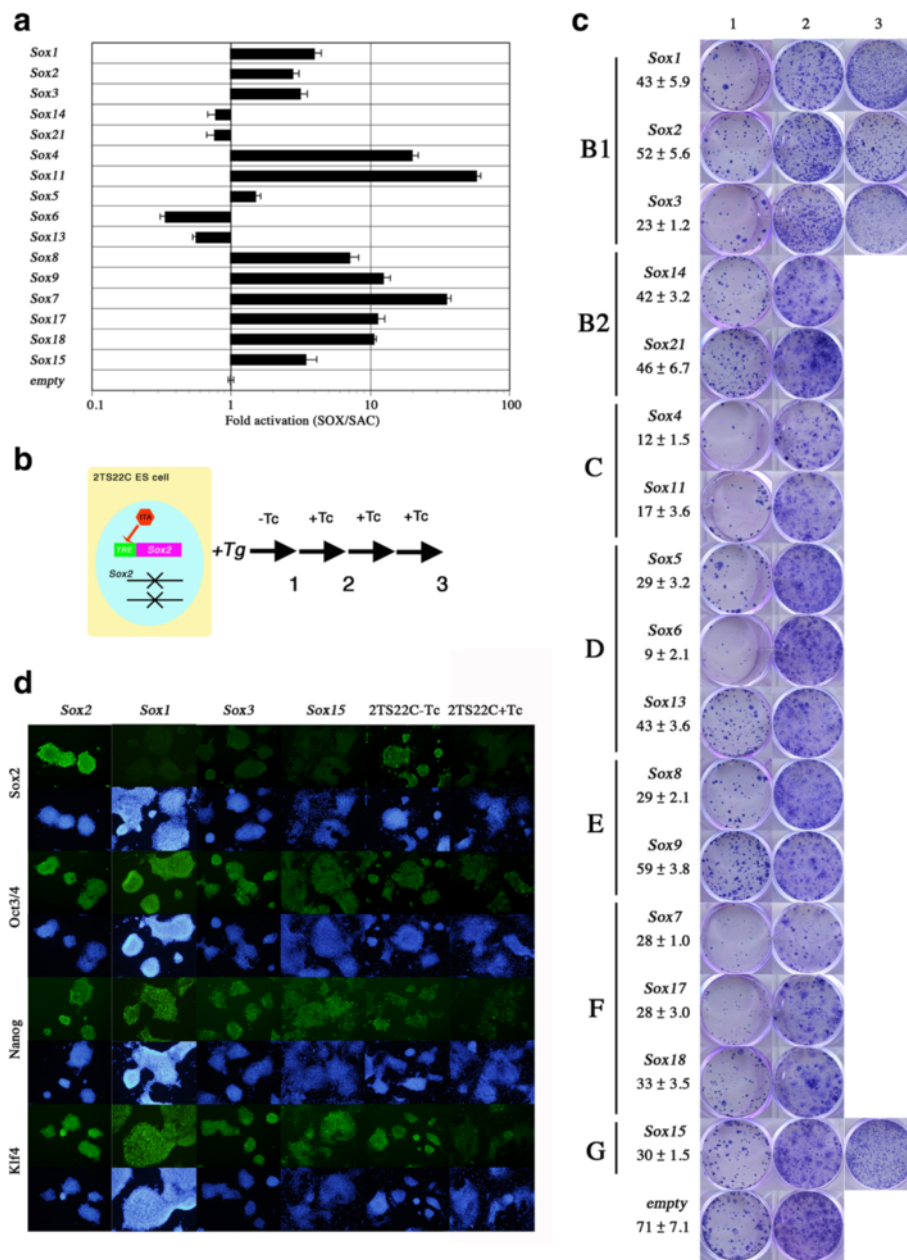 a
Sox1
Sox2
Sox3
Sox14
Sox21
Sox4
Sox11
Sox5
Sox6
Sox13
Sox8
Sox9
Sox7
Sox17
Sox18
Sox15
empty
0.1 1 10 100
Fold activation (SOX/SAC)
b
2TS22C ES cell
tTA
TRE Sox2
Sox2
+Tg
-Tc +Tc +Tc +Tc
1 2 3
c
1 2 3
B1
Sox1
43 ± 5.9
Sox2
52 ± 5.6
Sox3
23 ± 1.2
B2
Sox14
42 ± 3.2
Sox21
46 ± 6.7
C
Sox4
12 ± 1.5
Sox11
17 ± 3.6
D
Sox5
29 ± 3.2
Sox6
9 ± 2.1
Sox13
43 ± 3.6
E
Sox8
29 ± 2.1
Sox9
59 ± 3.8
F
Sox7
28 ± 1.0
Sox17
28 ± 3.0
Sox18
33 ± 3.5
G
Sox15
30 ± 1.5
empty
71 ± 7.1
d
Sox2 Sox1 Sox3 Sox15 2TS22C-Tc 2TS22C+Tc
Sox2
Oct3/4
Nanog
Klf4